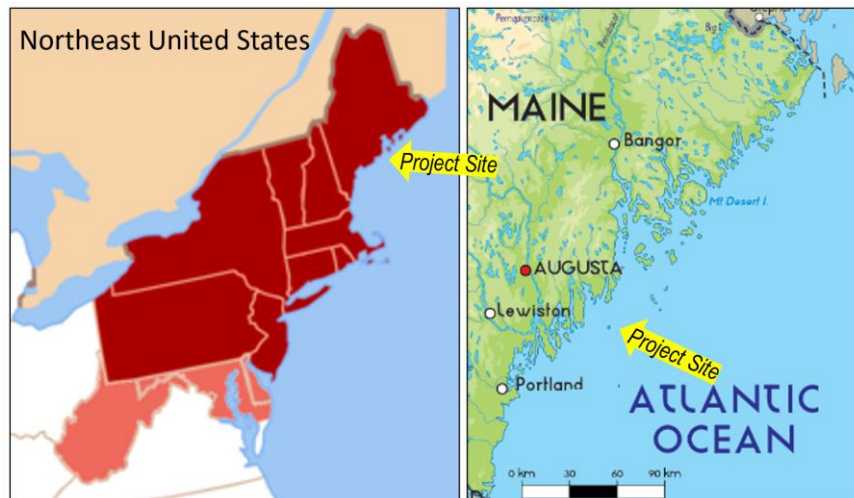 Northeast United States
Project Site
MAINE
Bangor
Mt Desert I.
AUGUSTA
Lewiston
Project Site
Portland
ATLANTIC
OCEAN
0 km 30 60 90 km